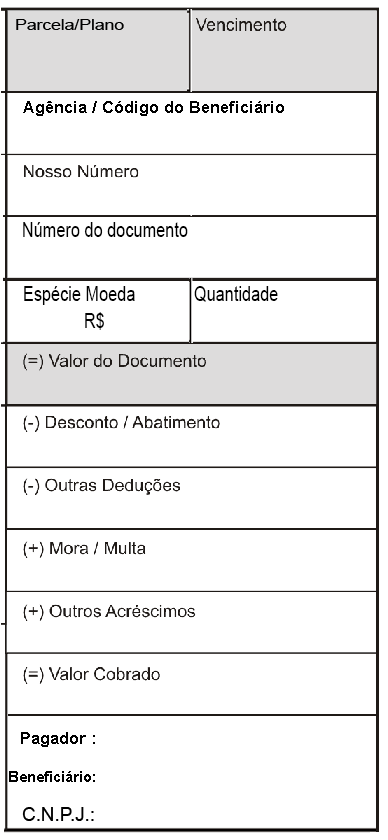 Parcela/Plano Vencimento
Agência / Código do Beneficiário
Nosso Número
Número do documento
Espécie Moeda Quantidade
R$
(=) Valor do Documento
(-) Desconto / Abatimento
(-) Outras Deduções
(+) Mora / Multa
(+) Outros Acréscimos
(=) Valor Cobrado
Pagador :
Beneficiário:
C.N.P.J.: